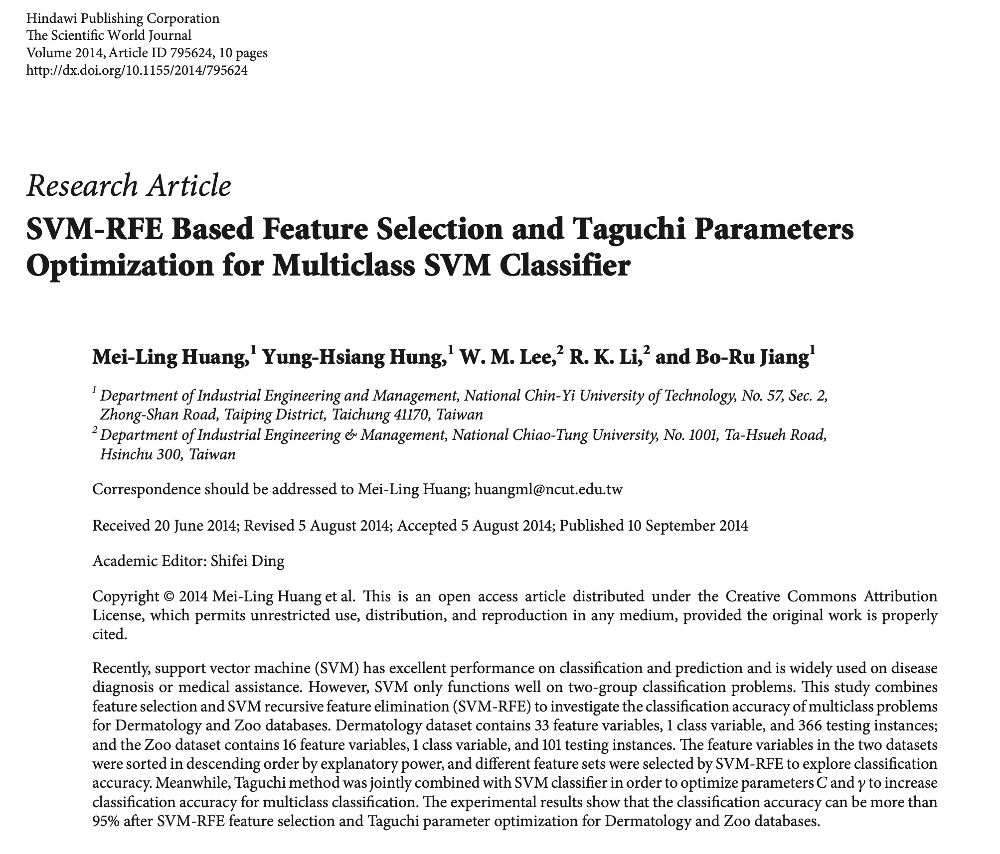 Hindawi Publishing Corporation
The Scientific World Journal
Volume 2014, Article ID 795624, 10 pages
http://dx.doi.org/10.1155/2014/795624
Research Article
SVM-RFE Based Feature Selection and Taguchi Parameters
Optimization for Multiclass SVM Classifier
Mei-Ling Huang,¹ Yung-Hsiang Hung,¹ W. M. Lee,² R. K. Li,² and Bo-Ru Jiang¹
¹ Department of Industrial Engineering and Management, National Chin-Yi University of Technology, No. 57, Sec. 2,
Zhong-Shan Road, Taiping District, Taichung 41170, Taiwan
² Department of Industrial Engineering & Management, National Chiao-Tung University, No. 1001, Ta-Hsueh Road,
Hsinchu 300, Taiwan
Correspondence should be addressed to Mei-Ling Huang; huangml@ncut.edu.tw
Received 20 June 2014; Revised 5 August 2014; Accepted 5 August 2014; Published 10 September 2014
Academic Editor: Shifei Ding
Copyright © 2014 Mei-Ling Huang et al. This is an open access article distributed under the Creative Commons Attribution
License, which permits unrestricted use, distribution, and reproduction in any medium, provided the original work is properly
cited.
Recently, support vector machine (SVM) has excellent performance on classification and prediction and is widely used on disease
diagnosis or medical assistance. However, SVM only functions well on two-group classification problems. This study combines
feature selection and SVM recursive feature elimination (SVM-RFE) to investigate the classification accuracy of multiclass problems
for Dermatology and Zoo databases. Dermatology dataset contains 33 feature variables, 1 class variable, and 366 testing instances;
and the Zoo dataset contains 16 feature variables, 1 class variable, and 101 testing instances. The feature variables in the two datasets
were sorted in descending order by explanatory power, and different feature sets were selected by SVM-RFE to explore classification
accuracy. Meanwhile, Taguchi method was jointly combined with SVM classifier in order to optimize parameters C and γ to increase
classification accuracy for multiclass classification. The experimental results show that the classification accuracy can be more than
95% after SVM-RFE feature selection and Taguchi parameter optimization for Dermatology and Zoo databases.